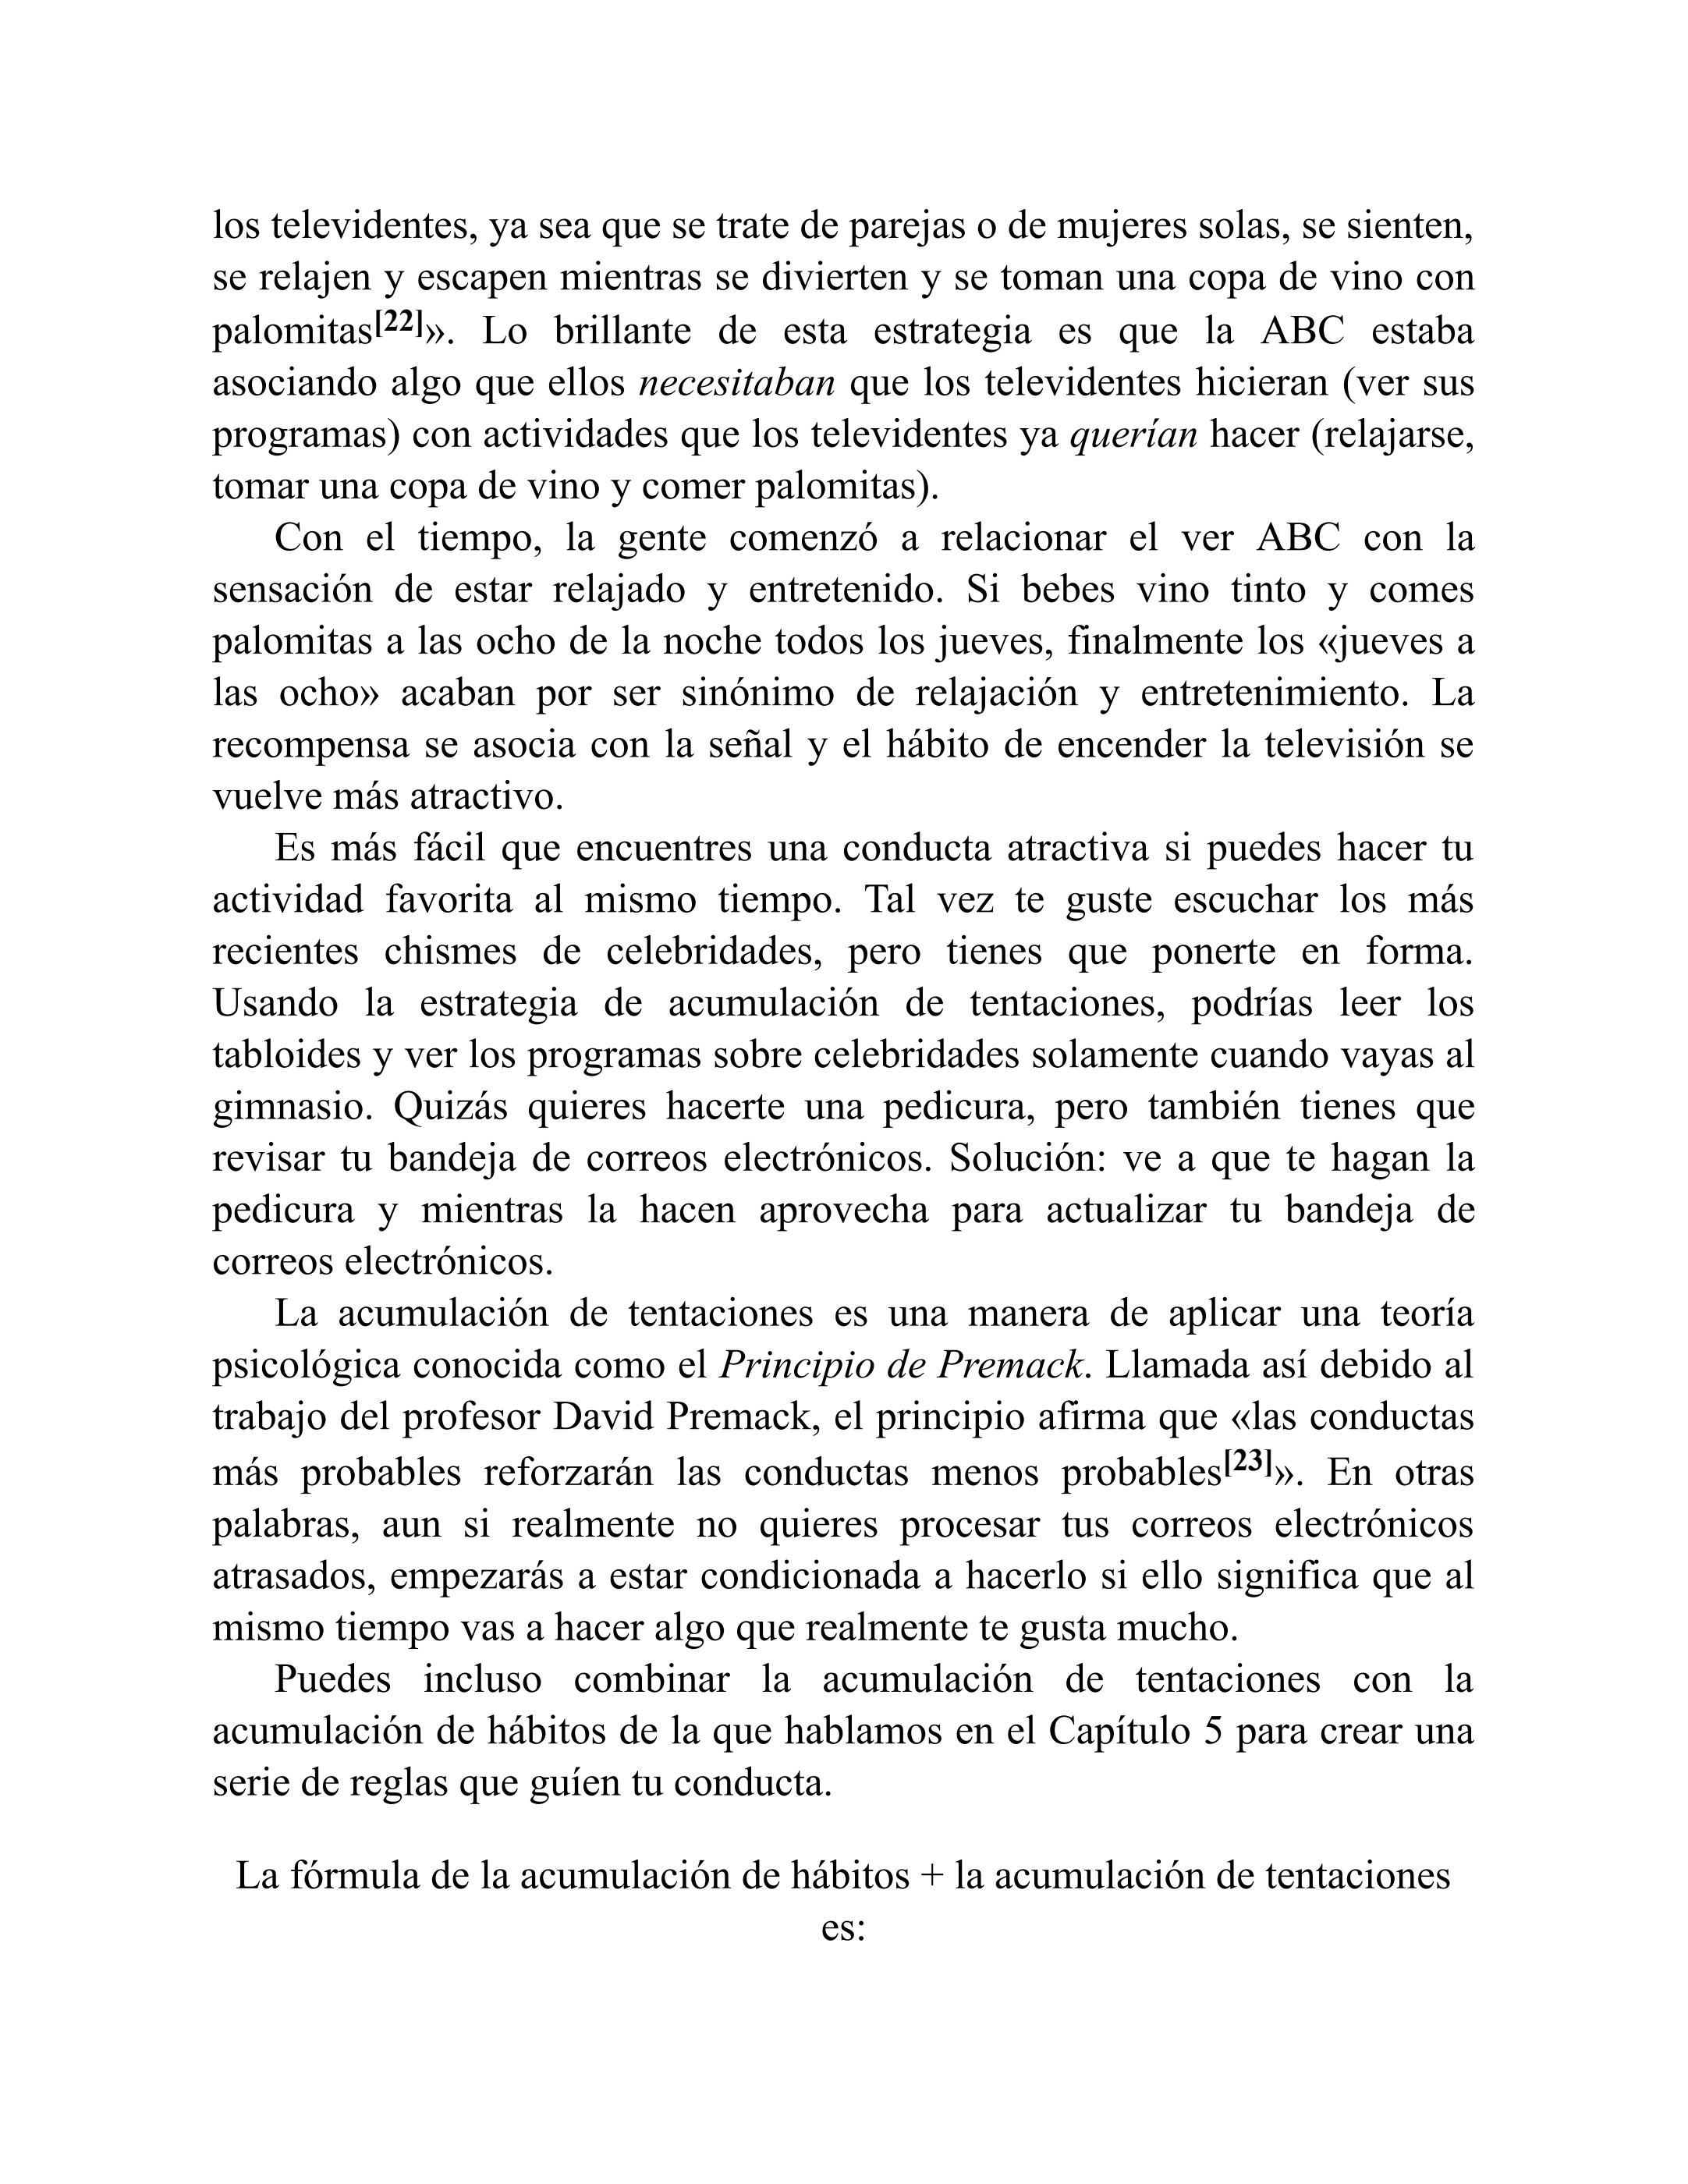 los televidentes, ya sea que se trate de parejas o de mujeres solas, se sienten,
se relajen y escapen mientras se divierten y se toman una copa de vino con
palomitas[22]». Lo brillante de esta estrategia es que la ABC estaba
asociando algo que ellos necesitaban que los televidentes hicieran (ver sus
programas) con actividades que los televidentes ya querían hacer (relajarse,
tomar una copa de vino y comer palomitas).
Con el tiempo, la gente comenzó a relacionar el ver ABC con la
sensación de estar relajado y entretenido. Si bebes vino tinto y comes
palomitas a las ocho de la noche todos los jueves, finalmente los «jueves a
las ocho» acaban por ser sinónimo de relajación y entretenimiento. La
recompensa se asocia con la señal y el hábito de encender la televisión se
vuelve más atractivo.
Es más fácil que encuentres una conducta atractiva si puedes hacer tu
actividad favorita al mismo tiempo. Tal vez te guste escuchar los más
recientes chismes de celebridades, pero tienes que ponerte en forma.
Usando la estrategia de acumulación de tentaciones, podrías leer los
tabloides y ver los programas sobre celebridades solamente cuando vayas al
gimnasio. Quizás quieres hacerte una pedicura, pero también tienes que
revisar tu bandeja de correos electrónicos. Solución: ve a que te hagan la
pedicura y mientras la hacen aprovecha para actualizar tu bandeja de
correos electrónicos.
La acumulación de tentaciones es una manera de aplicar una teoría
psicológica conocida como el Principio de Premack. Llamada así debido al
trabajo del profesor David Premack, el principio afirma que «las conductas
más probables reforzarán las conductas menos probables[23]». En otras
palabras, aun si realmente no quieres procesar tus correos electrónicos
atrasados, empezarás a estar condicionada a hacerlo si ello significa que al
mismo tiempo vas a hacer algo que realmente te gusta mucho.
Puedes incluso combinar la acumulación de tentaciones con la
acumulación de hábitos de la que hablamos en el Capítulo 5 para crear una
serie de reglas que guíen tu conducta.
La fórmula de la acumulación de hábitos + la acumulación de tentaciones
es: